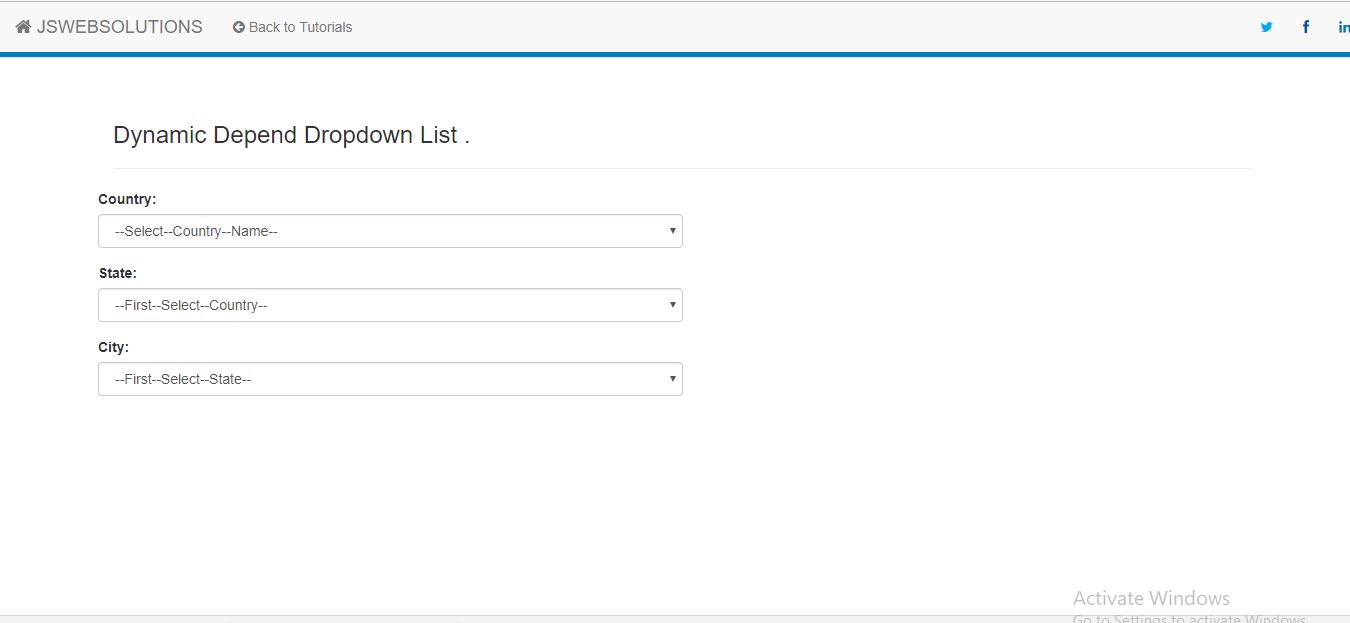 JSWEBSOLUTIONS Back to Tutorials
Dynamic Depend Dropdown List .
Country:
--Select--Country--Name--
State:
--First--Select--Country--
City:
--First--Select--State--
Activate Windows
Go to Settings to activate Windows.